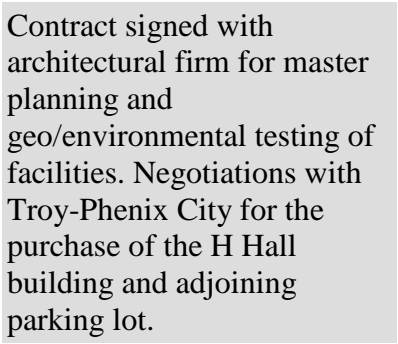 Contract signed with
architectural firm for master
planning and
geo/environmental testing of
facilities. Negotiations with
Troy-Phenix City for the
purchase of the H Hall
building and adjoining
parking lot.